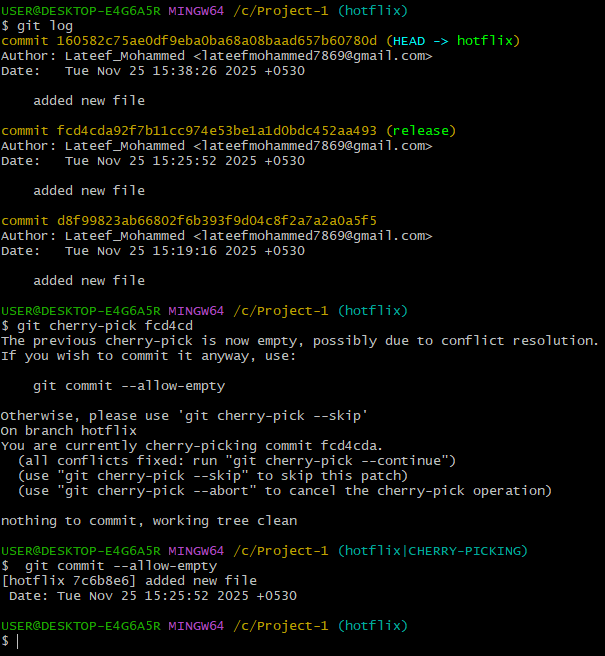 USER@DESKTOP-E4G6A5R MINGW64 /c/Project-1 (hotflix)
$ git log
commit 160582c75ae0df9eba0ba68a08baad657b60780d (HEAD -> hotflix)
Author: Lateef_Mohammed <lateefmohammed7869@gmail.com>
Date:   Tue Nov 25 15:38:26 2025 +0530

    added new file

commit fcd4cda92f7b11cc974e53be1a1d0bdc452aa493 (release)
Author: Lateef_Mohammed <lateefmohammed7869@gmail.com>
Date:   Tue Nov 25 15:25:52 2025 +0530

    added new file

commit d8f99823ab66802f6b393f9d04c8f2a7a2a0a5f5
Author: Lateef_Mohammed <lateefmohammed7869@gmail.com>
Date:   Tue Nov 25 15:19:16 2025 +0530

    added new file

USER@DESKTOP-E4G6A5R MINGW64 /c/Project-1 (hotflix)
$ git cherry-pick fcd4cd
The previous cherry-pick is now empty, possibly due to conflict resolution.
If you wish to commit it anyway, use:

    git commit --allow-empty

Otherwise, please use 'git cherry-pick --skip'
On branch hotflix
You are currently cherry-picking commit fcd4cda.
  (all conflicts fixed: run "git cherry-pick --continue")
  (use "git cherry-pick --skip" to skip this patch)
  (use "git cherry-pick --abort" to cancel the cherry-pick operation)

nothing to commit, working tree clean

USER@DESKTOP-E4G6A5R MINGW64 /c/Project-1 (hotflix|CHERRY-PICKING)
$  git commit --allow-empty
[hotflix 7c6b8e6] added new file
 Date: Tue Nov 25 15:25:52 2025 +0530

USER@DESKTOP-E4G6A5R MINGW64 /c/Project-1 (hotflix)
$